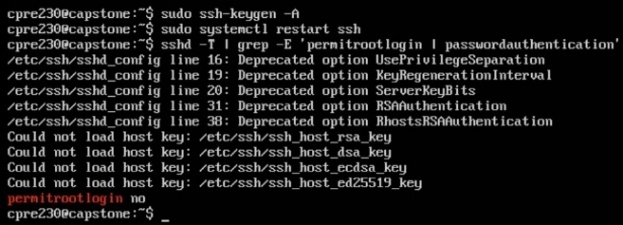 cpre230@capstone:~$ sudo ssh-keygen -A
cpre230@capstone:~$ sudo systemctl restart ssh
cpre230@capstone:~$ sshd -T | grep -E 'permitrootlogin | passwordauthentication'
/etc/ssh/sshd_config line 16: Deprecated option UsePrivilegeSeparation
/etc/ssh/sshd_config line 19: Deprecated option KeyRegenerationInterval
/etc/ssh/sshd_config line 20: Deprecated option ServerKeyBits
/etc/ssh/sshd_config line 31: Deprecated option RSAAuthentication
/etc/ssh/sshd_config line 38: Deprecated option RhostsRSAAuthentication
Could not load host key: /etc/ssh/ssh_host_rsa_key
Could not load host key: /etc/ssh/ssh_host_dsa_key
Could not load host key: /etc/ssh/ssh_host_ecdsa_key
Could not load host key: /etc/ssh/ssh_host_ed25519_key
permitrootlogin no
cpre230@capstone:~$ _